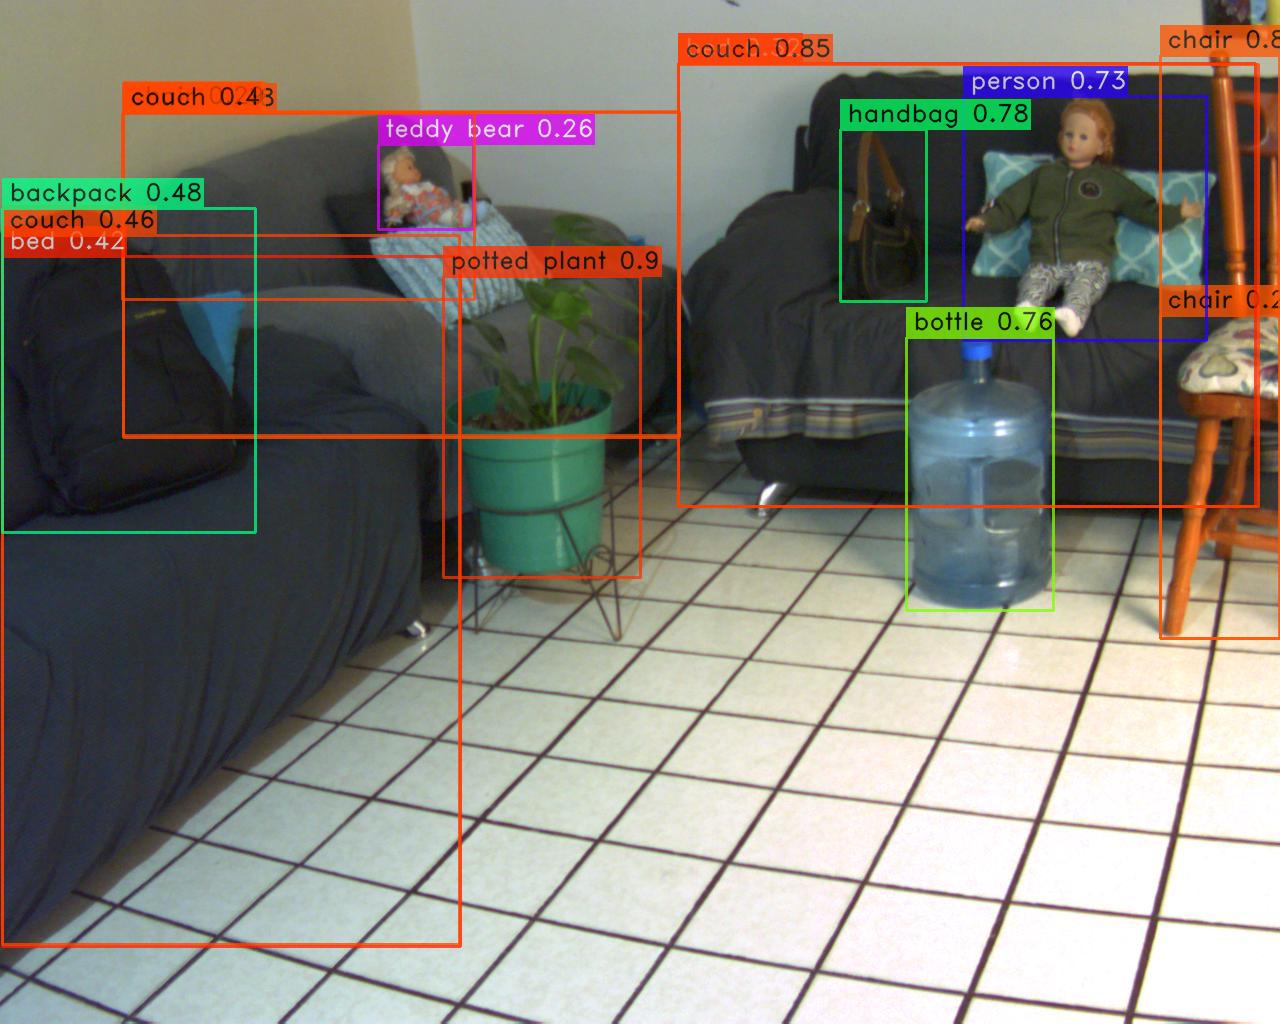 couch 0.85
chair 0.8
person 0.73
couch 0.43
handbag 0.78
teddy bear 0.26
backpack 0.48
couch 0.46
bed 0.42
potted plant 0.9
chair 0.2
bottle 0.76